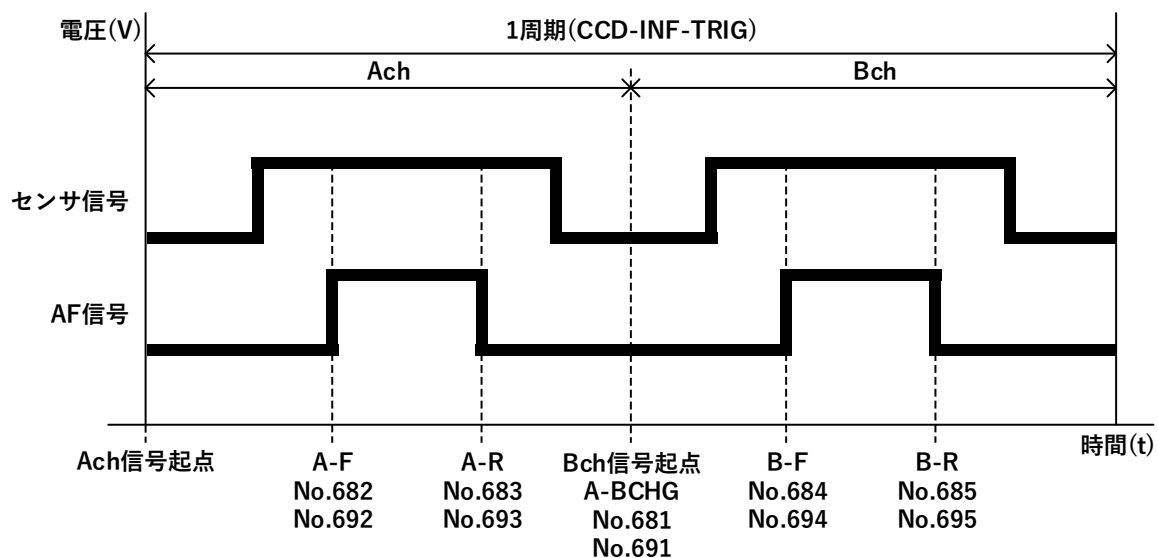 電圧(V)
1周期(CCD-INF-TRIG)
Ach
Bch
センサ信号
AF信号
時間(t)
Ach信号起点
A-F
No.682
No.692
A-R
No.683
No.693
Bch信号起点
A-BCHG
No.681
No.691
B-F
No.684
No.694
B-R
No.685
No.695